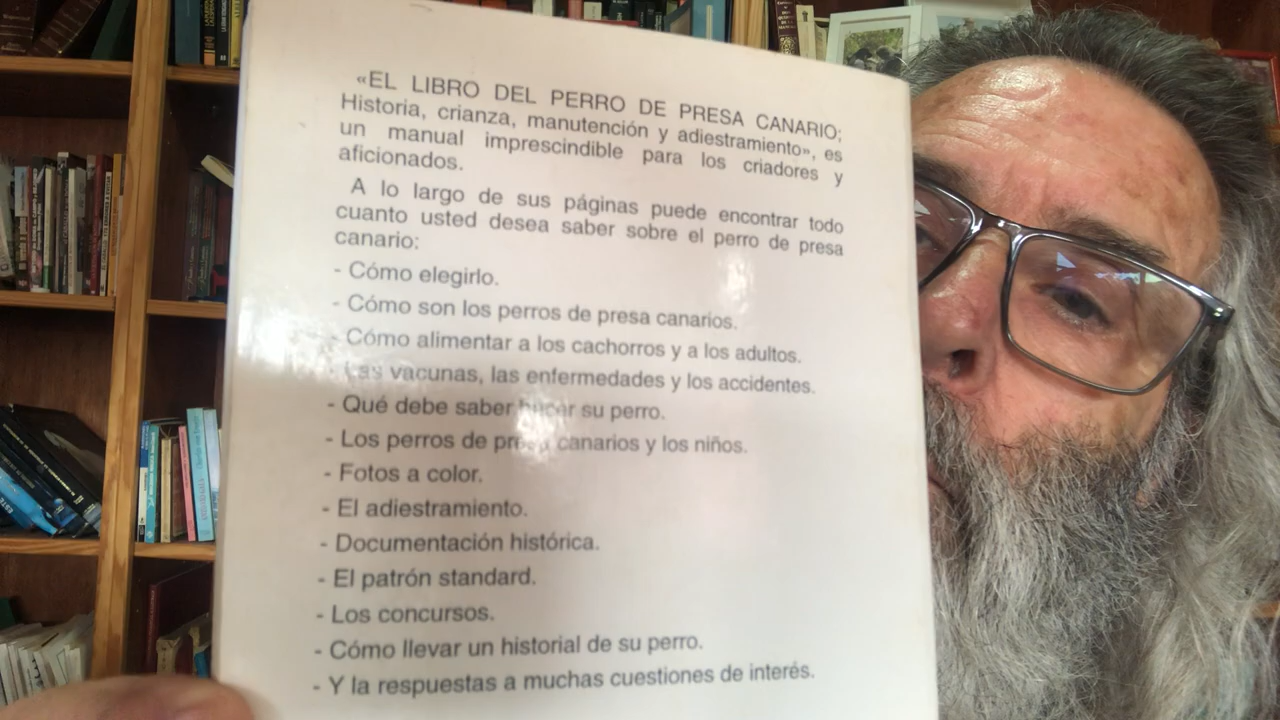 «EL LIBRO DEL PERRO DE PRESA CANARIO;
Historia, crianza, manutención y adiestramiento», es
un manual imprescindible para los criadores y
aficionados.
A lo largo de sus páginas puede encontrar todo
cuanto usted desea saber sobre el perro de presa
canario:
- Cómo elegirlo.
- Cómo son los perros de presa canarios.
- Cómo alimentar a los cachorros y a los adultos.
- Las vacunas, las enfermedades y los accidentes.
- Qué debe saber hacer su perro.
- Los perros de presa canarios y los niños.
- Fotos a color.
- El adiestramiento.
- Documentación histórica.
- El patrón standard.
- Los concursos.
- Cómo llevar un historial de su perro.
- Y la respuestas a muchas cuestiones de interés.